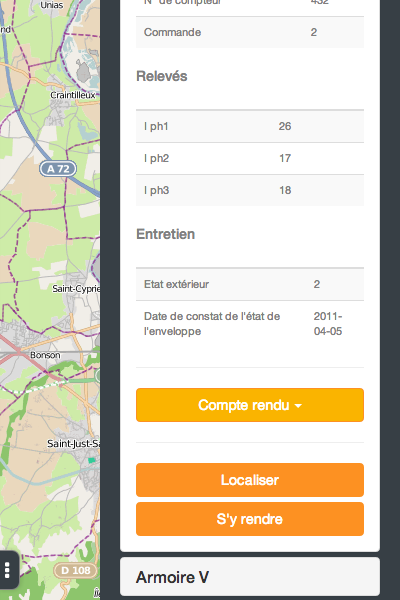 Unias
N° de compteur 432
Commande 2
Relevés
Craintilleux
I ph1 26
I ph2 17
A 72
I ph3 18
Entretien
Etat extérieur 2
Saint-Cyprie
Date de constat de l'état de
l'enveloppe
2011-
04-05
Bonson
Compte rendu
Saint-Just-Sa
Localiser
S'y rendre
D 108
Armoire V